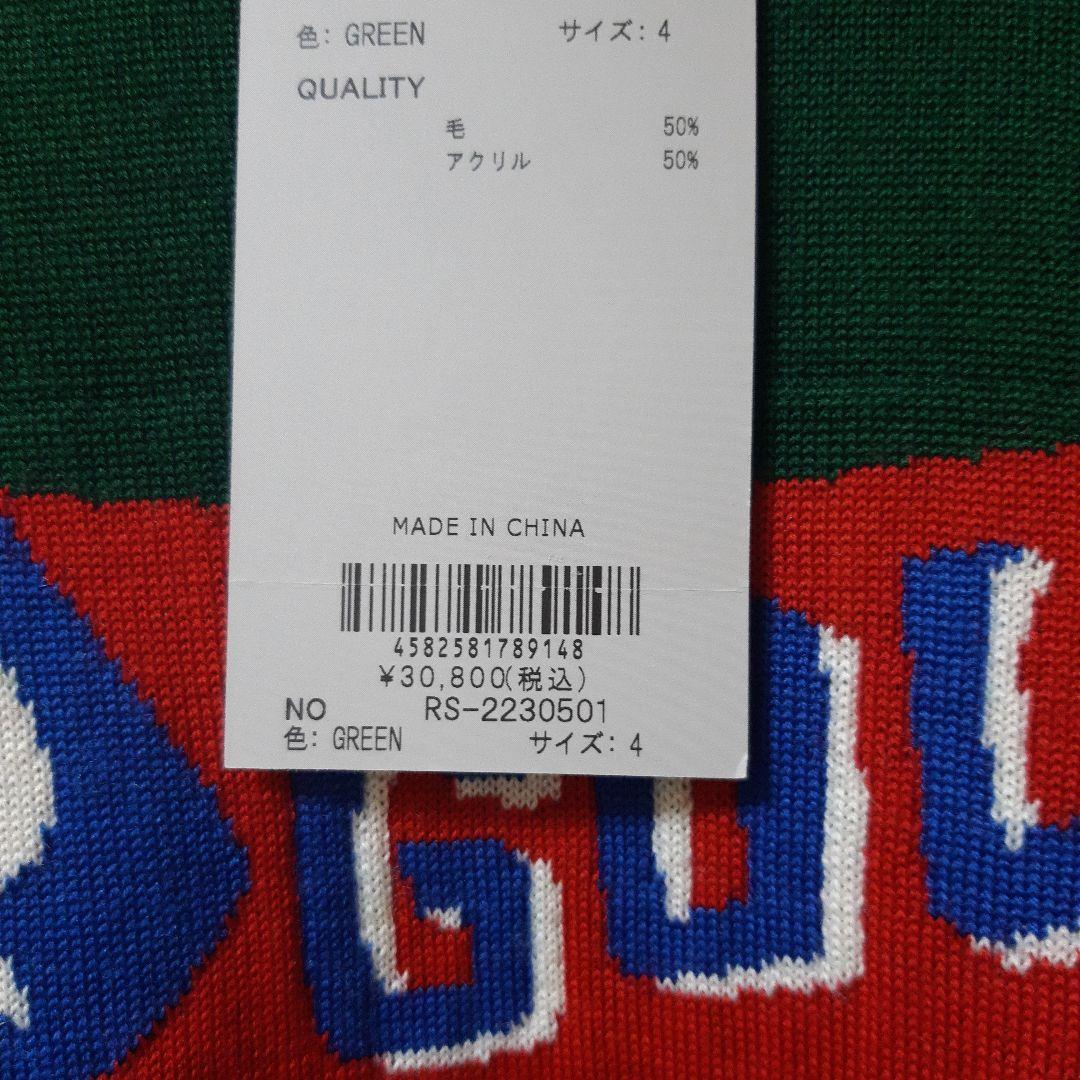 色: GREEN サイズ: 4
QUALITY
毛 50%
アクリル 50%
MADE IN CHINA
4582581789148
¥30,800(税込)
NO RS-2230501
色: GREEN サイズ: 4